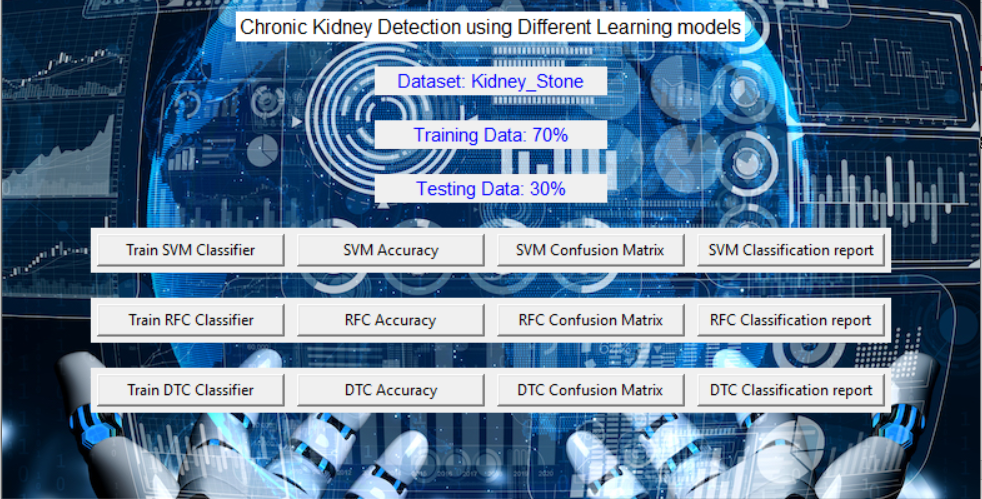 Chronic Kidney Detection using Different Learning models
Dataset: Kidney_Stone
Training Data: 70%
Testing Data: 30%
Train SVM Classifier SVM Accuracy SVM Confusion Matrix SVM Classification report
Train RFC Classifier RFC Accuracy RFC Confusion Matrix RFC Classification report
Train DTC Classifier DTC Accuracy DTC Confusion Matrix DTC Classification report